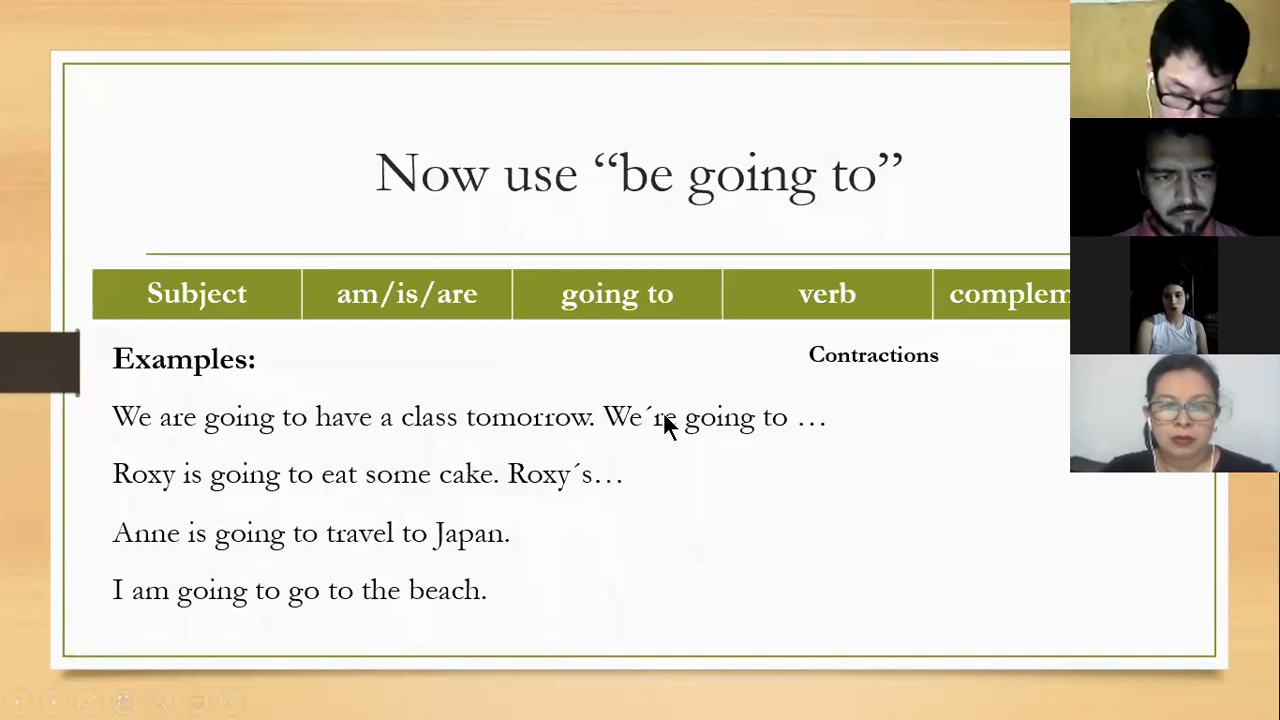 Now use “be going to”
Subject am/is/are going to verb complem
Examples:
Contractions
We are going to have a class tomorrow. We´re going to …
Roxy is going to eat some cake. Roxy´s…
Anne is going to travel to Japan.
I am going to go to the beach.